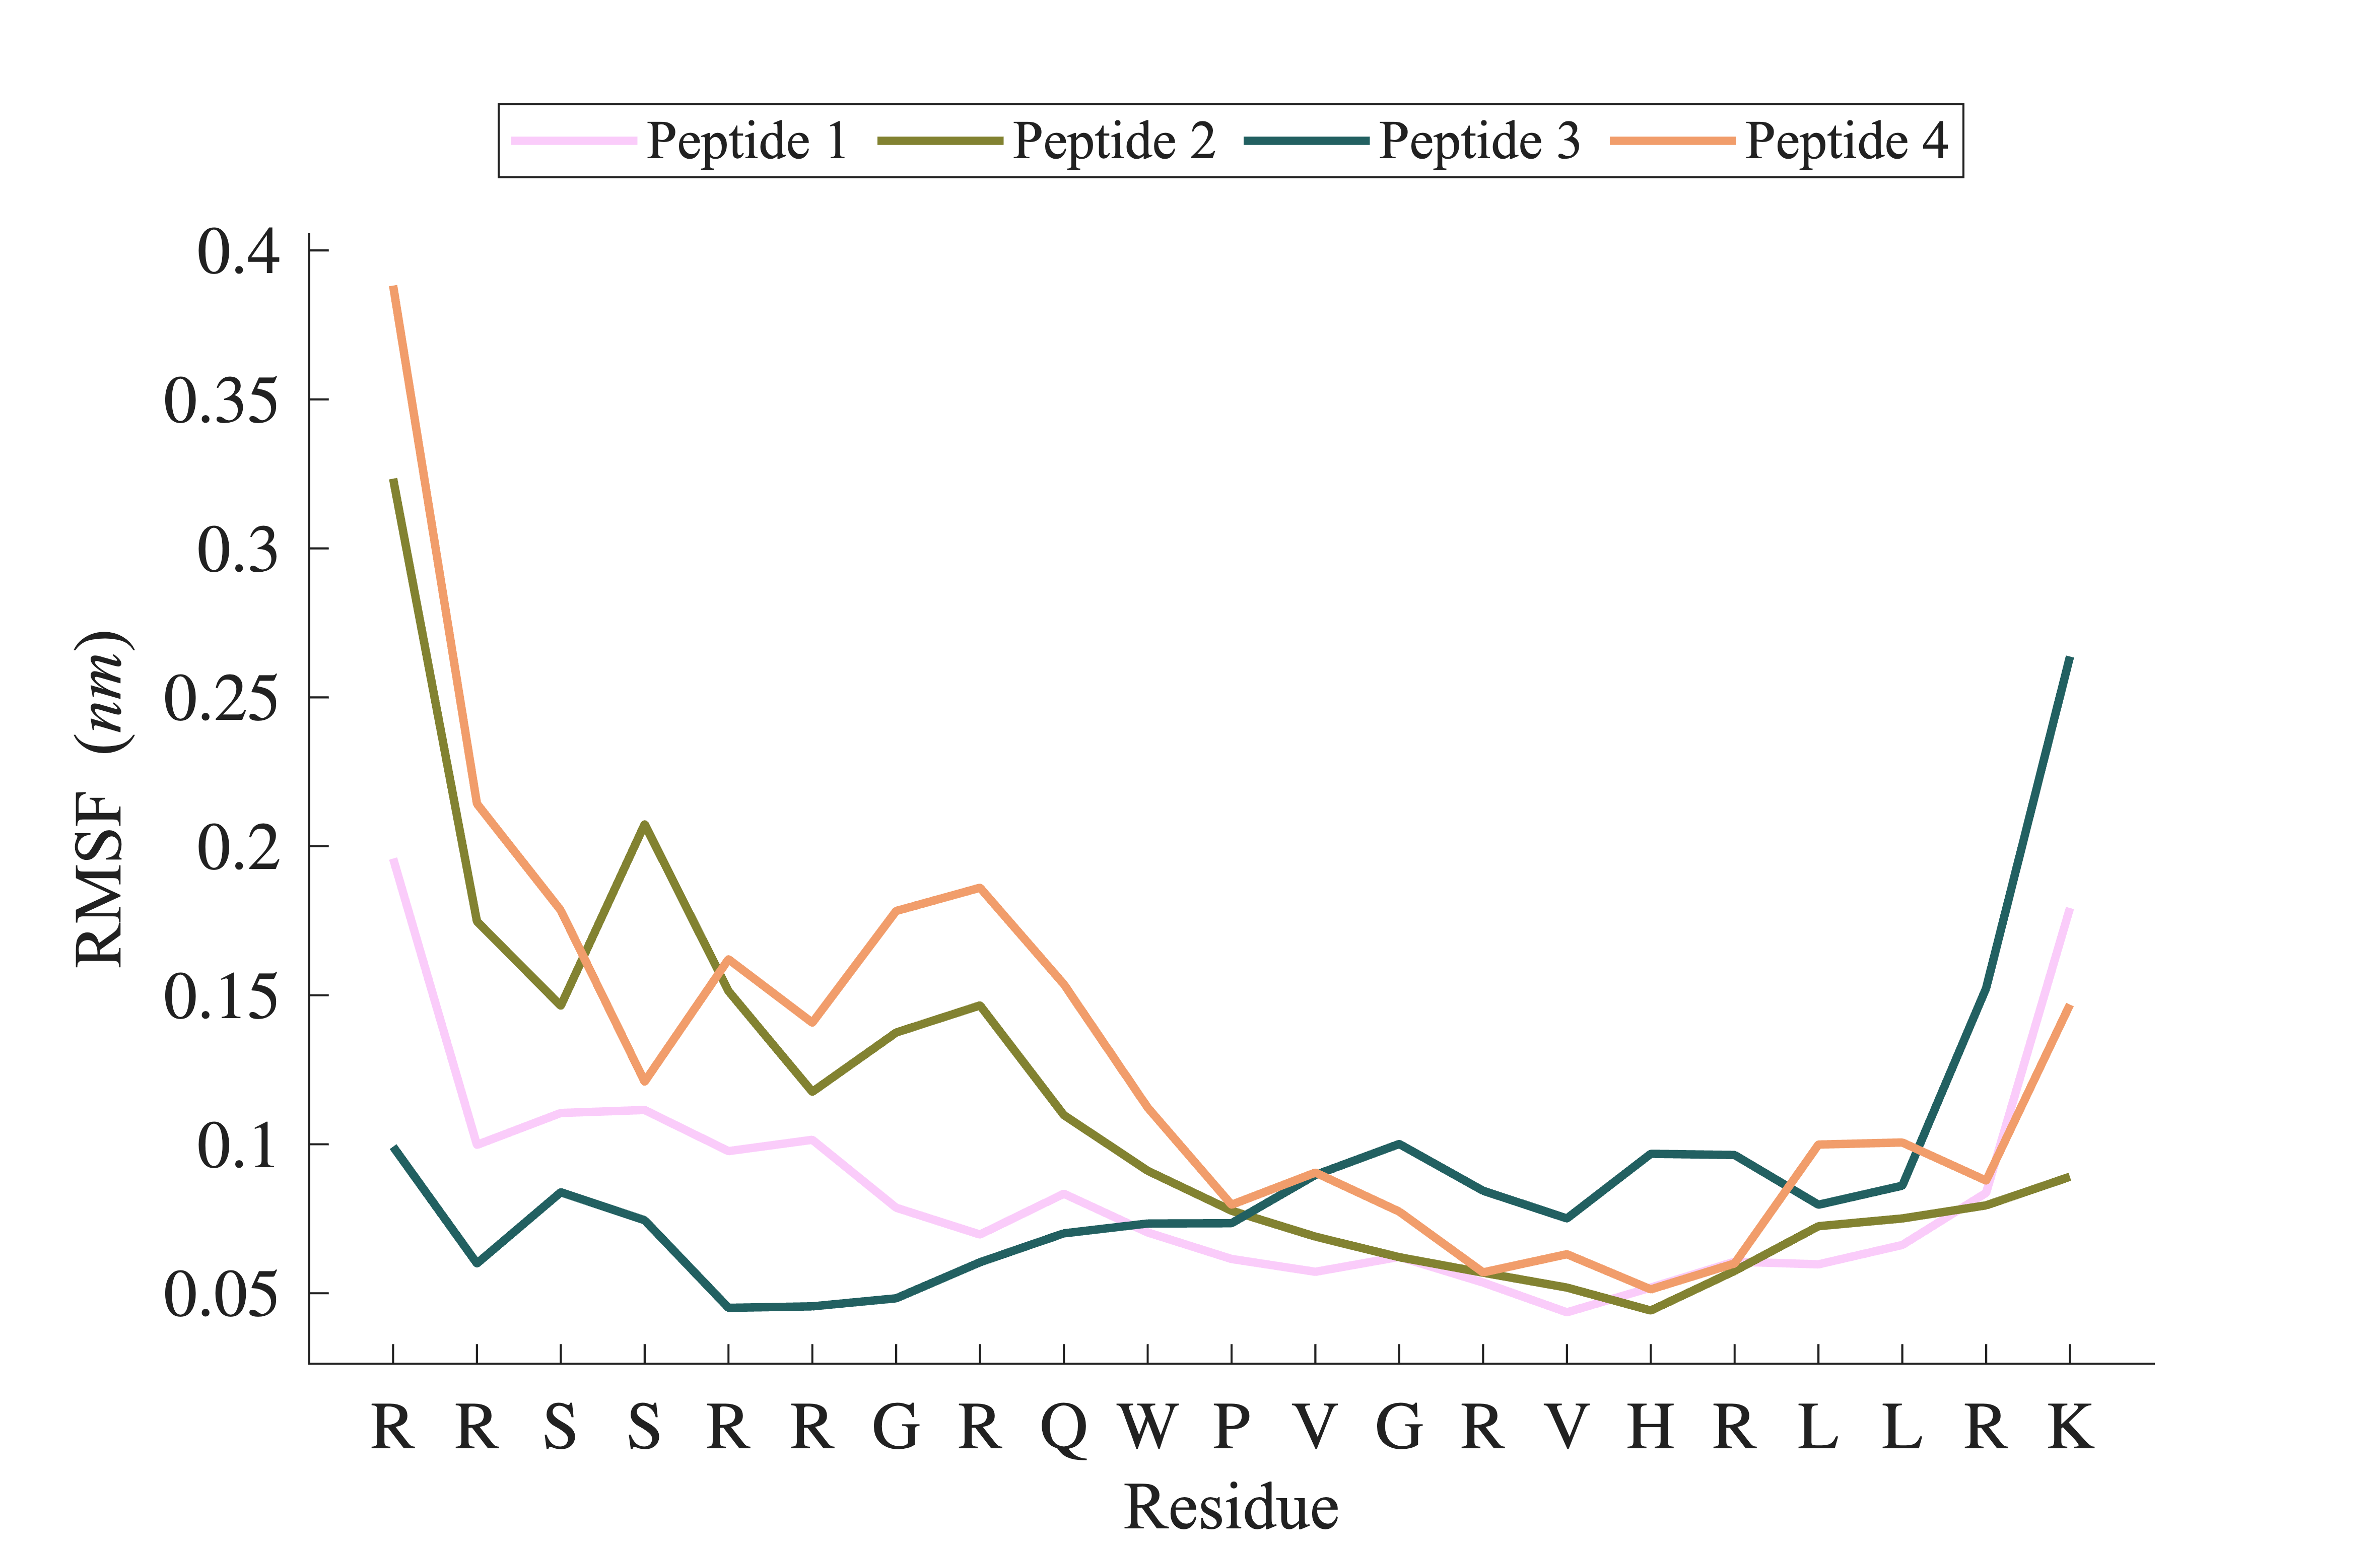 Peptide 1 Peptide 2 Peptide 3 Peptide 4
0.4
0.35
0.3
0.25
0.2
0.15
0.1
0.05
RMSF (nm)
R R S S R R G R Q W P V G R V H R L L R K
Residue